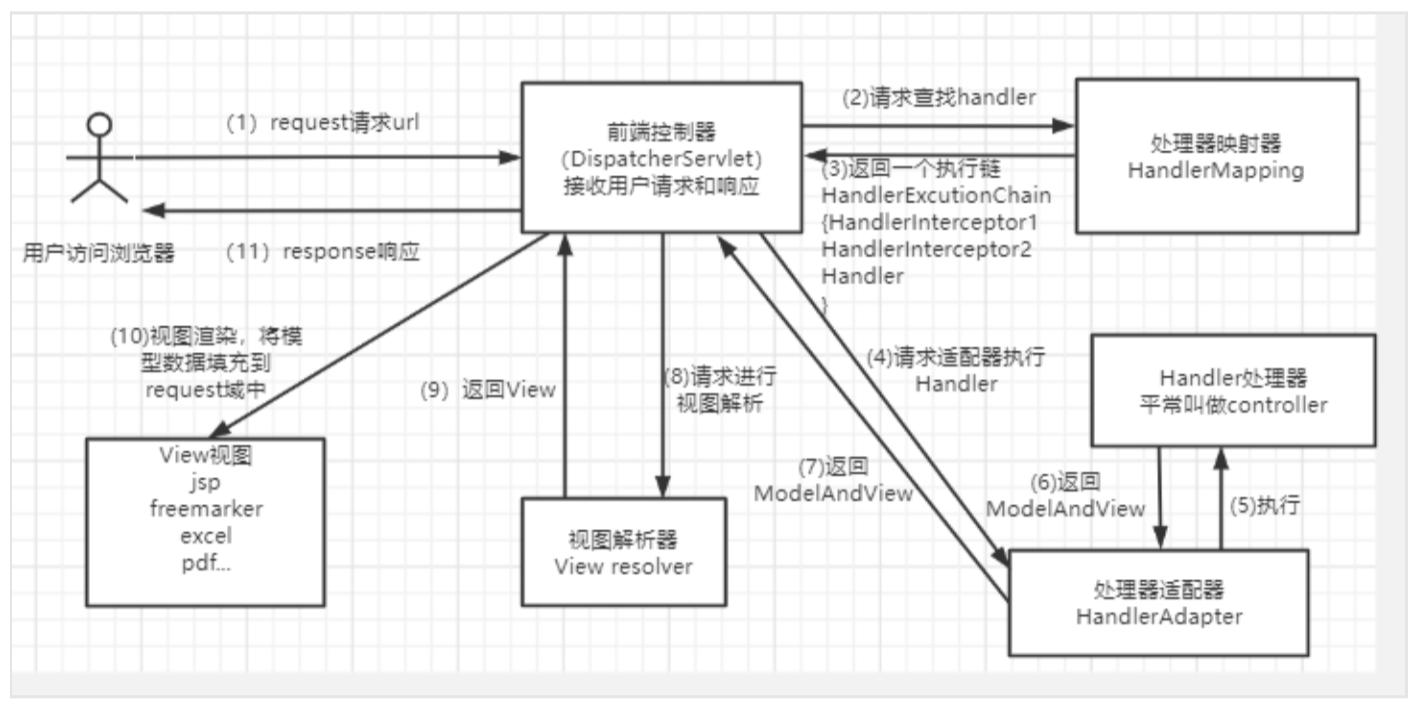 (1) request请求url
前端控制器
(DispatcherServlet)
接收用户请求和响应
(2)请求查找handler
处理器映射器
HandlerMapping
(3)返回一个执行链
HandlerExcutionChain
{HandlerInterceptor1
HandlerInterceptor2
Handler
}
用户访问浏览器
(11) response响应
(10)视图渲染，将模
型数据填充到
request域中
(9) 返回View
(8)请求进行
视图解析
(4)请求适配器执行
Handler
Handler处理器
平常叫做controller
View视图
jsp
freemarker
excel
pdf...
(7)返回
ModelAndView
(6)返回
ModelAndView
(5)执行
视图解析器
View resolver
处理器适配器
HandlerAdapter